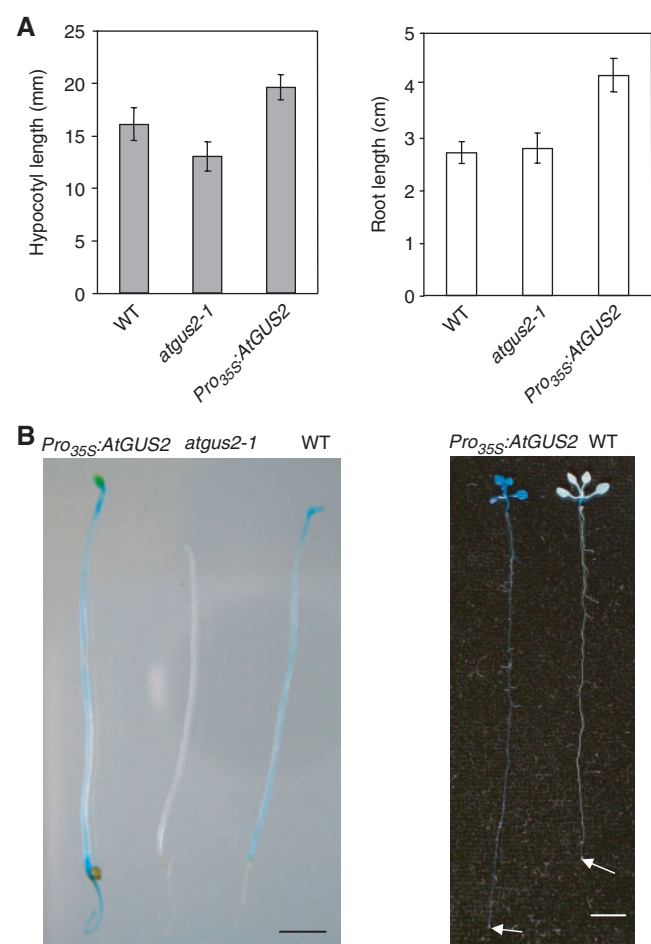 A
Hypocotyl length (mm)
25
20
15
10
5
0
WT
atgus2-1
Pro35S:AtGUS2
Root length (cm)
5
4
3
2
1
0
WT
atgus2-1
Pro35S:AtGUS2
B
Pro35S:AtGUS2 atgus2-1 WT
Pro35S:AtGUS2 WT